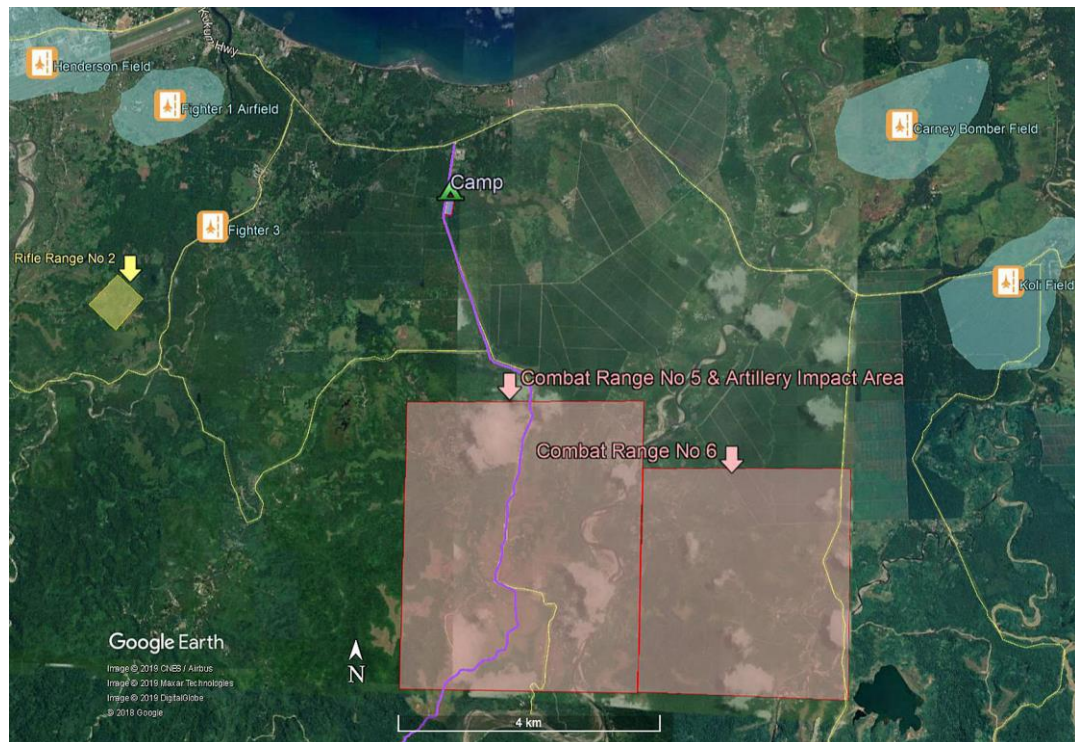 Kukum Hwy
Henderson Field
Fighter 1 Airfield
Carney Bomber Field
Camp
Fighter 3
Rifle Range No 2
Koli Field
Combat Range No 5 & Artillery Impact Area
Combat Range No 6
Google Earth
Image © 2019 CNES / Airbus
Image © 2019 Maxar Technologies
Image © 2019 DigitalGlobe
© 2018 Google
N
4 km